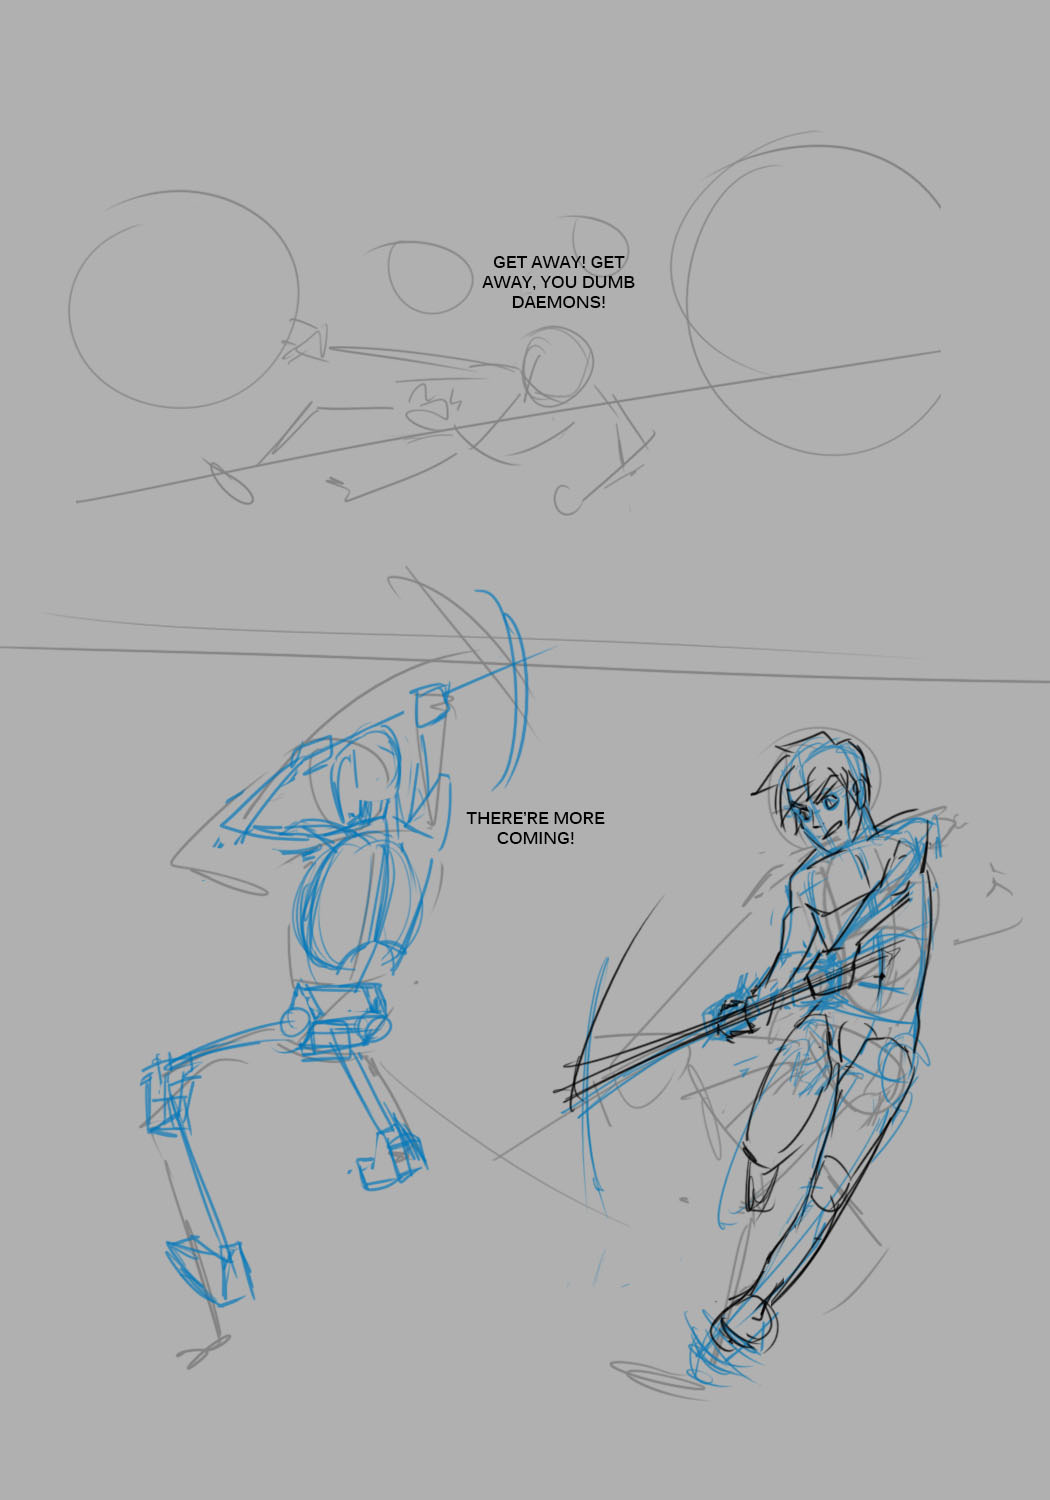 GET AWAY! GET
AWAY, YOU DUMB
DAEMONS!
THERE'RE MORE
COMING!